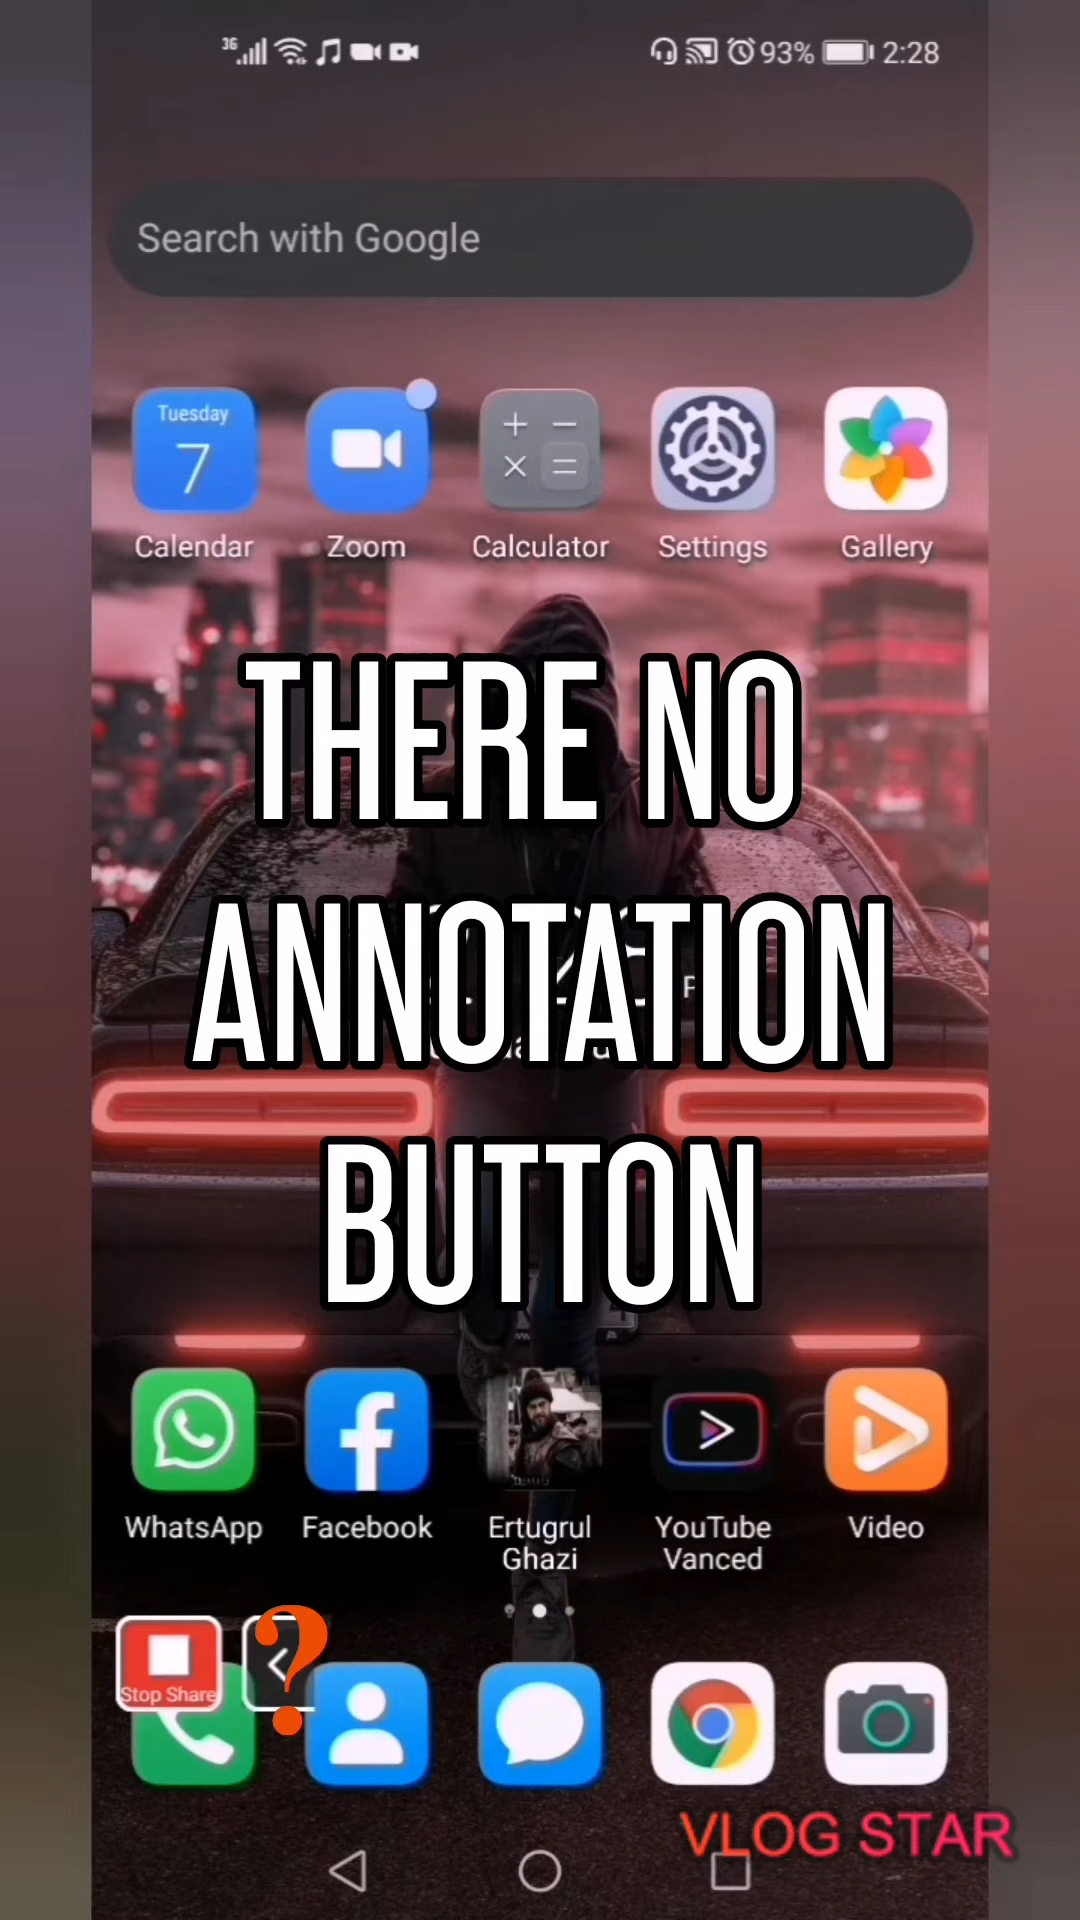 3G
93% 2:28
Search with Google
Tuesday
7
Calendar
Zoom
Calculator
Settings
Gallery
THERE NO
ANNOTATION
BUTTON
WhatsApp
Facebook
Ertugrul
Ghazi
YouTube
Vanced
Video
Stop Share
?
VLOG STAR